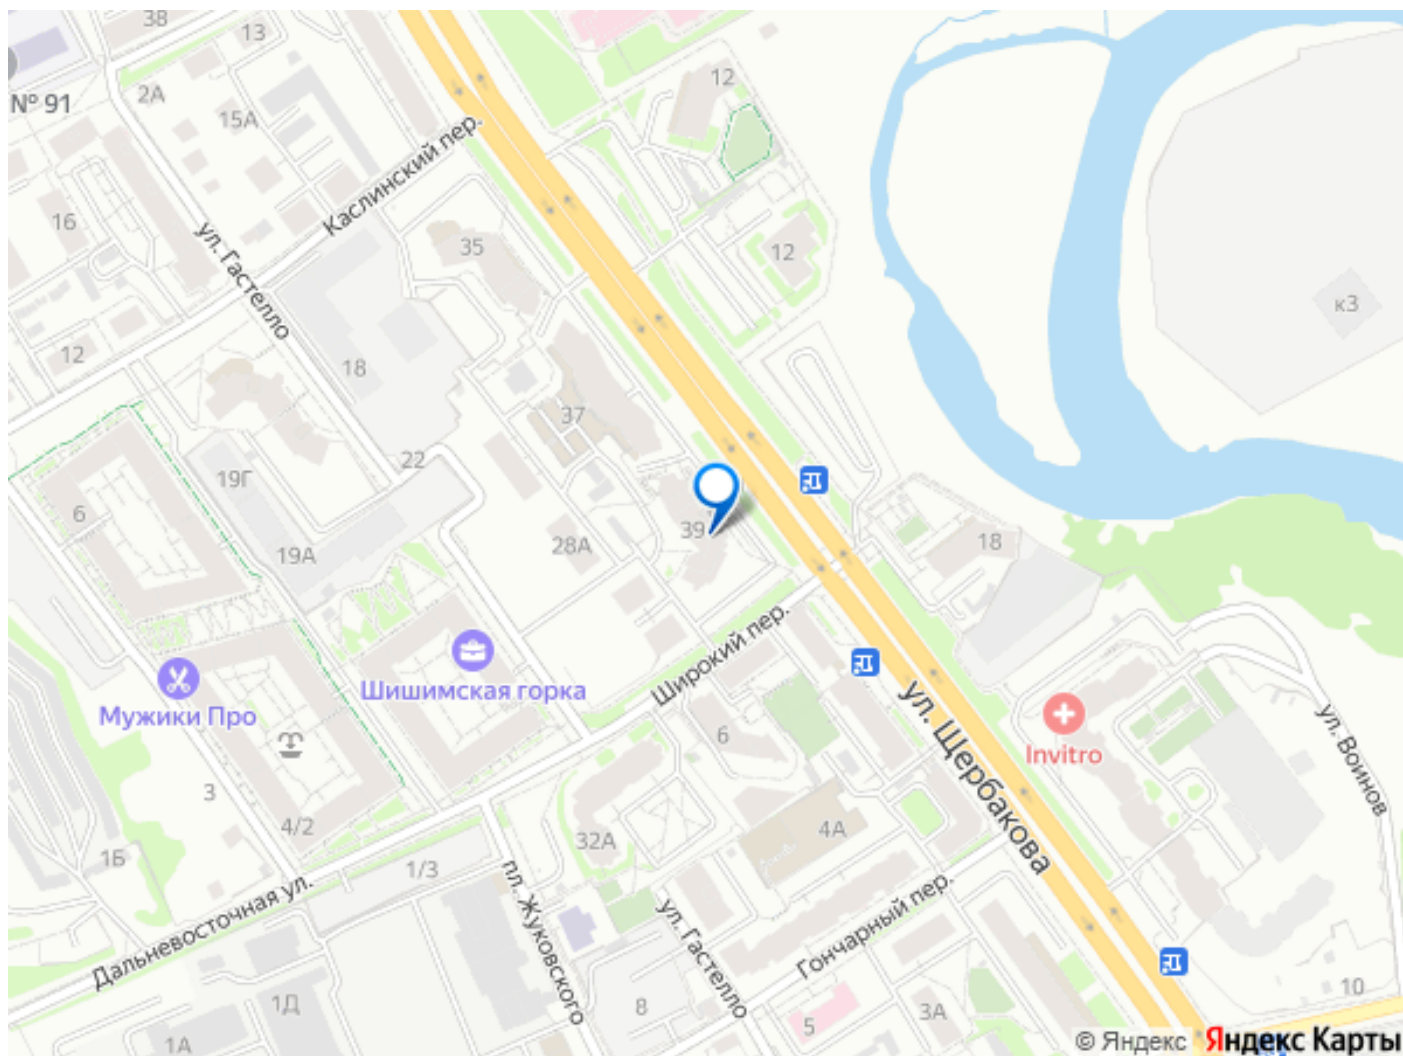 38
13
12
2А
№ 91
15А
Каслинский пер.
16
ул. Гастелло
35
12
к3
12
18
37
22
19Г
6
39
28А
18
19А
Широкий пер.
Шишимская горка
Мужики Про
ул. Щербакова
Invitro
ул. Воинов
6
3
4/2
32А
4А
1Б
1/3
пл. Жуковского
ул. Гастелло
Гончарный пер.
Дальневосточная ул.
1Д
8
5
3А
10
1А
© Яндекс Яндекс Карты